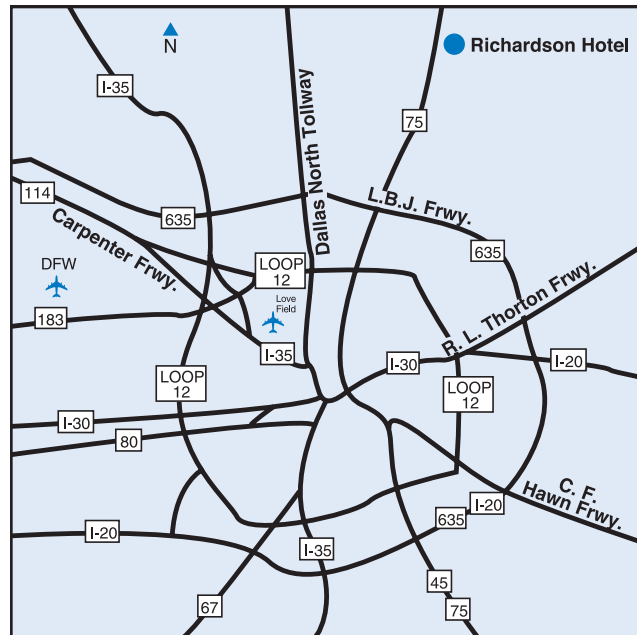 N
Richardson Hotel
I-35
75
Dallas North Tollway
114
635
L.B.J. Frwy.
Carpenter Frwy.
635
DFW
LOOP
12
R. L. Thorton Frwy.
Love
Field
183
I-35
I-30
I-20
LOOP
12
LOOP
12
I-30
80
C. F.
Hawn Frwy.
I-20
635
I-20
I-35
45
67
75